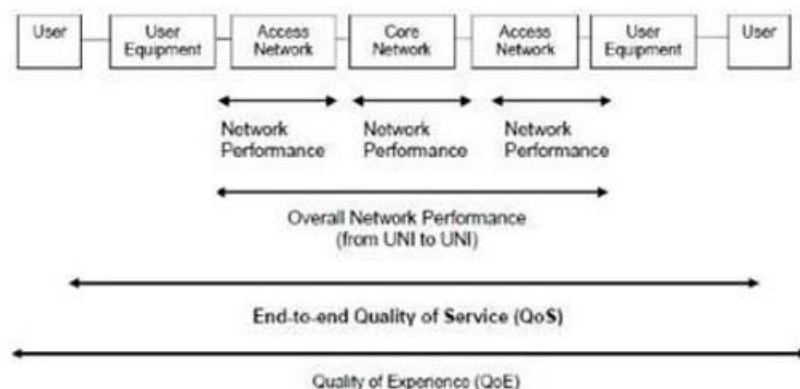 User
User
Equipment
Access
Network
Core
Network
Access
Network
User
Equipment
User
Network
Performance
Network
Performance
Network
Performance
Overall Network Performance
(from UNI to UNI)
End-to-end Quality of Service (QoS)
Quality of Experience (QoE)